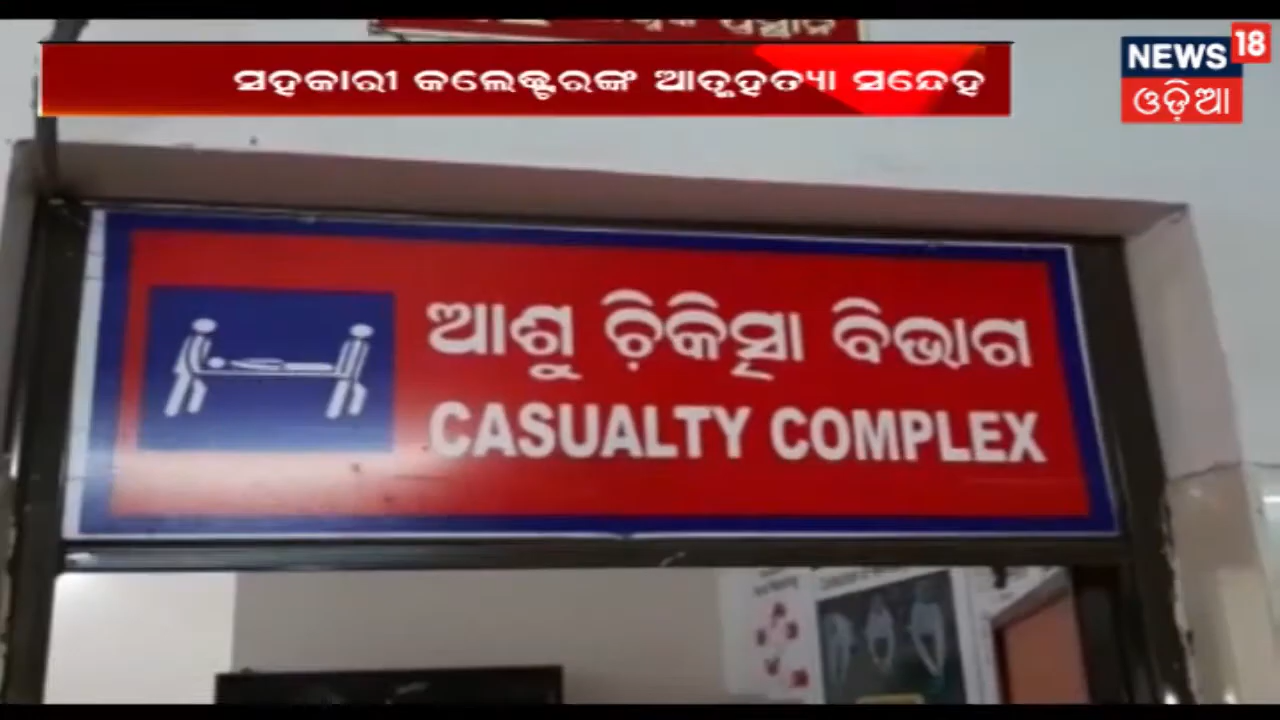 ସହକାରୀ କଲେକ୍ଟରଙ୍କ ଆତ୍ମହତ୍ୟା ସନ୍ଦେହ
NEWS 18
ଓଡ଼ିଆ
ଆଶୁ ଚିକିତ୍ସା ବିଭାଗ
CASUALTY COMPLEX